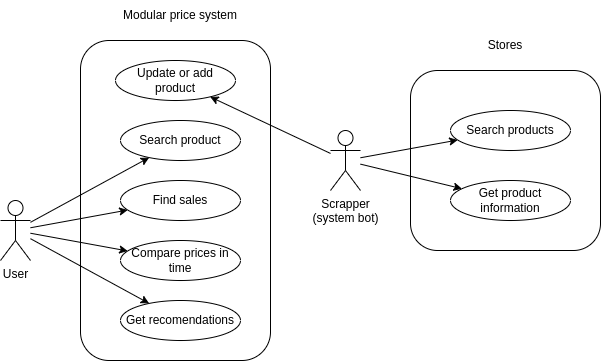 Modular price system
Stores
Update or add
product
Search product
Search products
Find sales
Scrapper
(system bot)
Get product
information
User
Compare prices in
time
Get recomendations